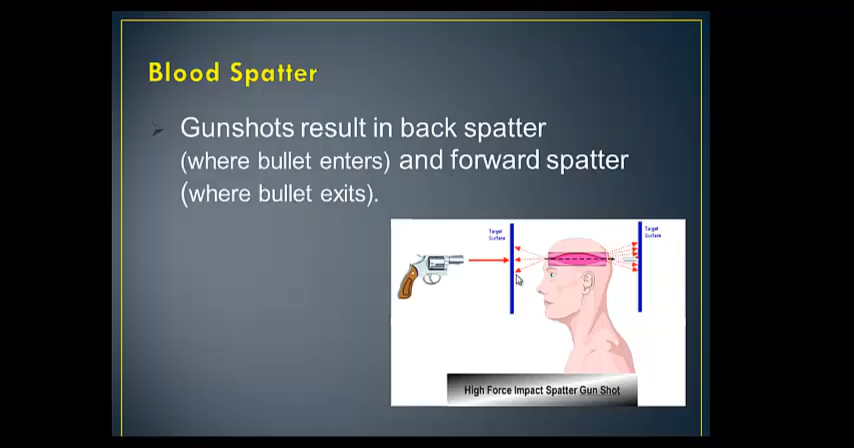 Blood Spatter
Gunshots result in back spatter
(where bullet enters) and forward spatter
(where bullet exits).
Target
Surface
Target
Surface
High Force Impact Spatter Gun Shot